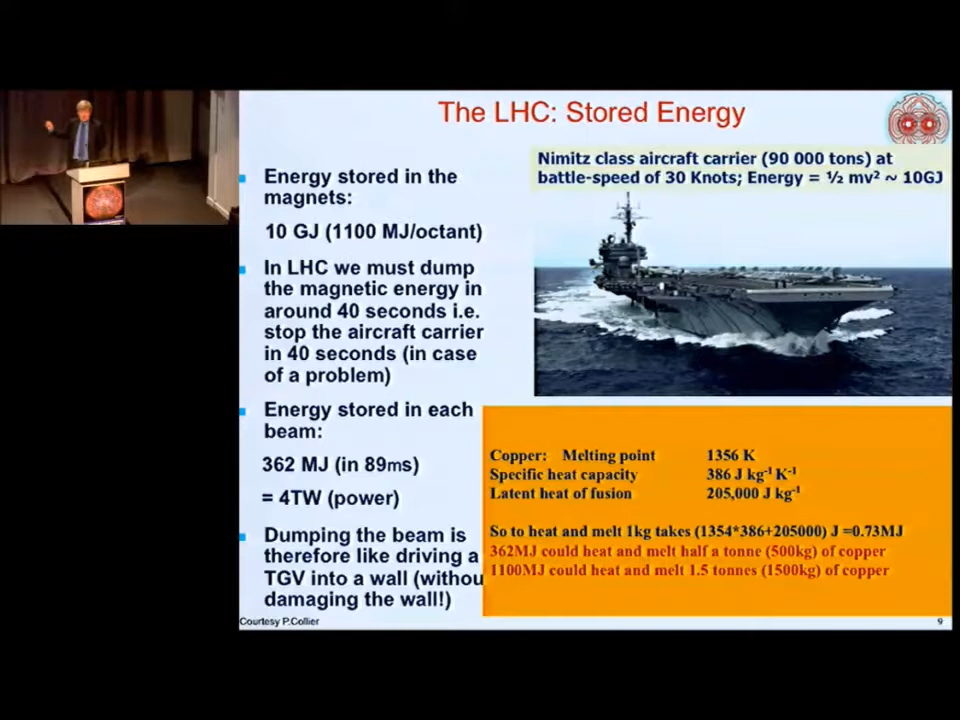 The LHC: Stored Energy
Energy stored in the
magnets:
10 GJ (1100 MJ/octant)
In LHC we must dump
the magnetic energy in
around 40 seconds i.e.
stop the aircraft carrier
in 40 seconds (in case
of a problem)
Energy stored in each
beam:
362 MJ (in 89ms)
= 4TW (power)
Dumping the beam is
therefore like driving a
TGV into a wall (withou
damaging the wall!)
Nimitz class aircraft carrier (90 000 tons) at
battle-speed of 30 Knots; Energy = ½ mv² ~ 10GJ
Copper: Melting point 1356 K
Specific heat capacity 386 J kg⁻¹ K⁻¹
Latent heat of fusion 205,000 J kg⁻¹
So to heat and melt 1kg takes (1354*386+205000) J =0.73MJ
362MJ could heat and melt half a tonne (500kg) of copper
1100MJ could heat and melt 1.5 tonnes (1500kg) of copper
Courtesy P.Collier
9